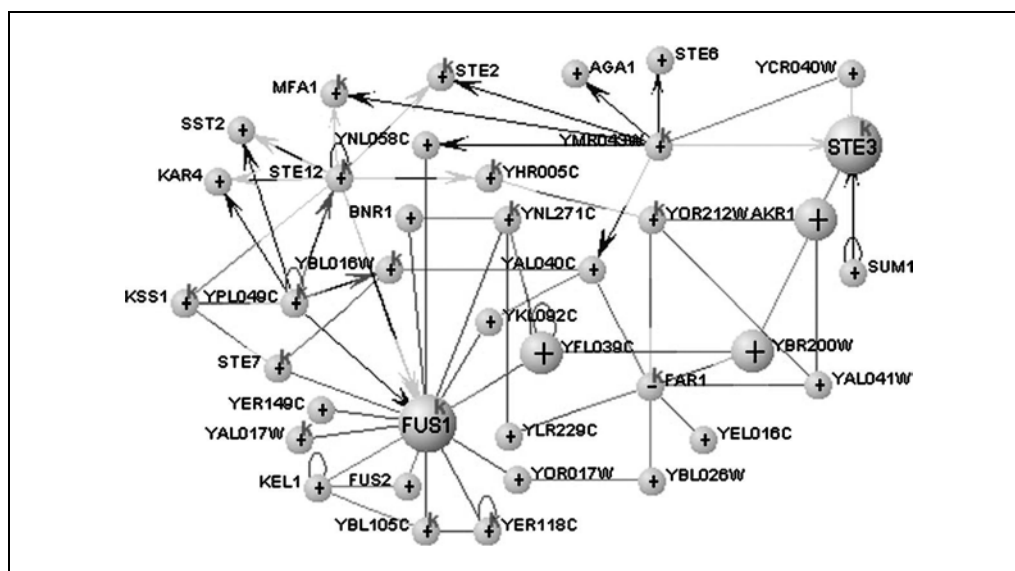 STE6
STE2
AGA1
YCR040W
MFA1
SST2
YNL058C
YMR043W
STE3
STE12
YHR005C
KAR4
BNR1
YNL271C
YOR212W
AKR1
YBL016W
YAL040C
SUM1
KSS1
YPL049C
YKL092C
YFL039C
YBR200W
STE7
FAR1
YAL041W
YER149C
FUS1
YAL017W
YLR229C
YEL016C
KEL1
FUS2
YOR017W
YBL026W
YBL105C
YER118C